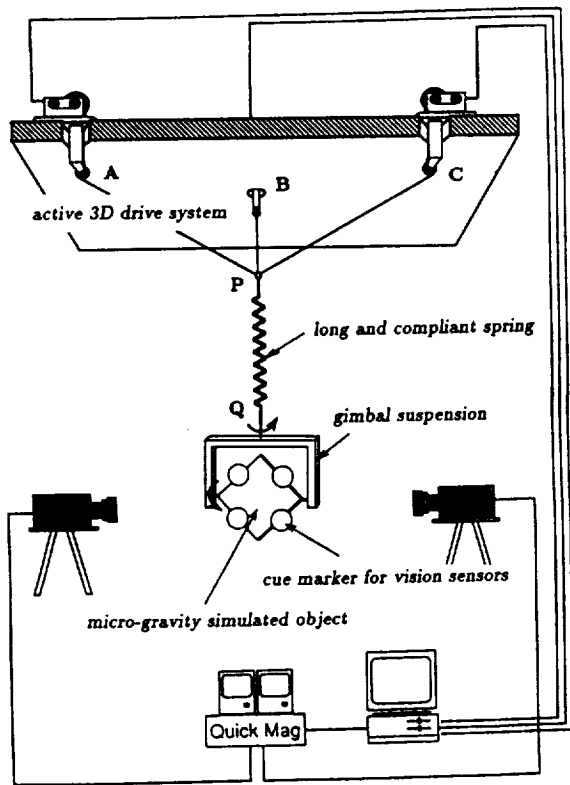 A
B
C
active 3D drive system
P
long and compliant spring
Q
gimbal suspension
cue marker for vision sensors
micro-gravity simulated object
Quick Mag